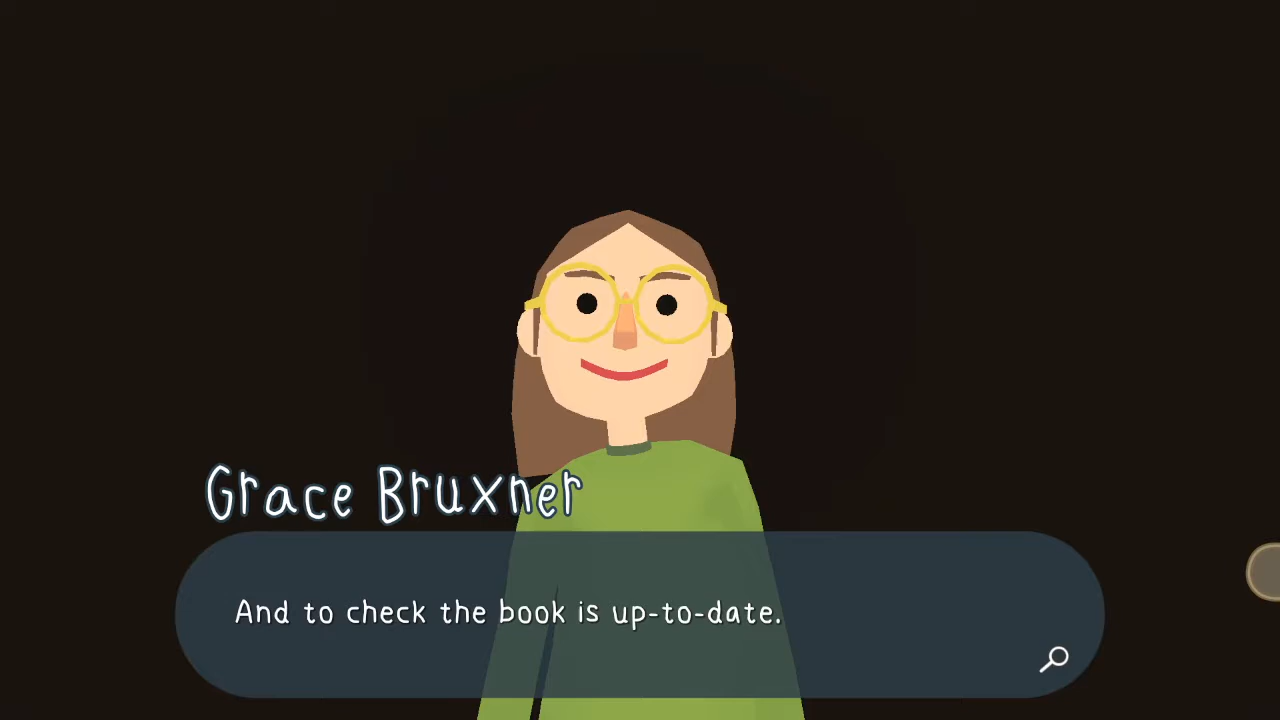 Grace Bruxner
And to check the book is up-to-date.